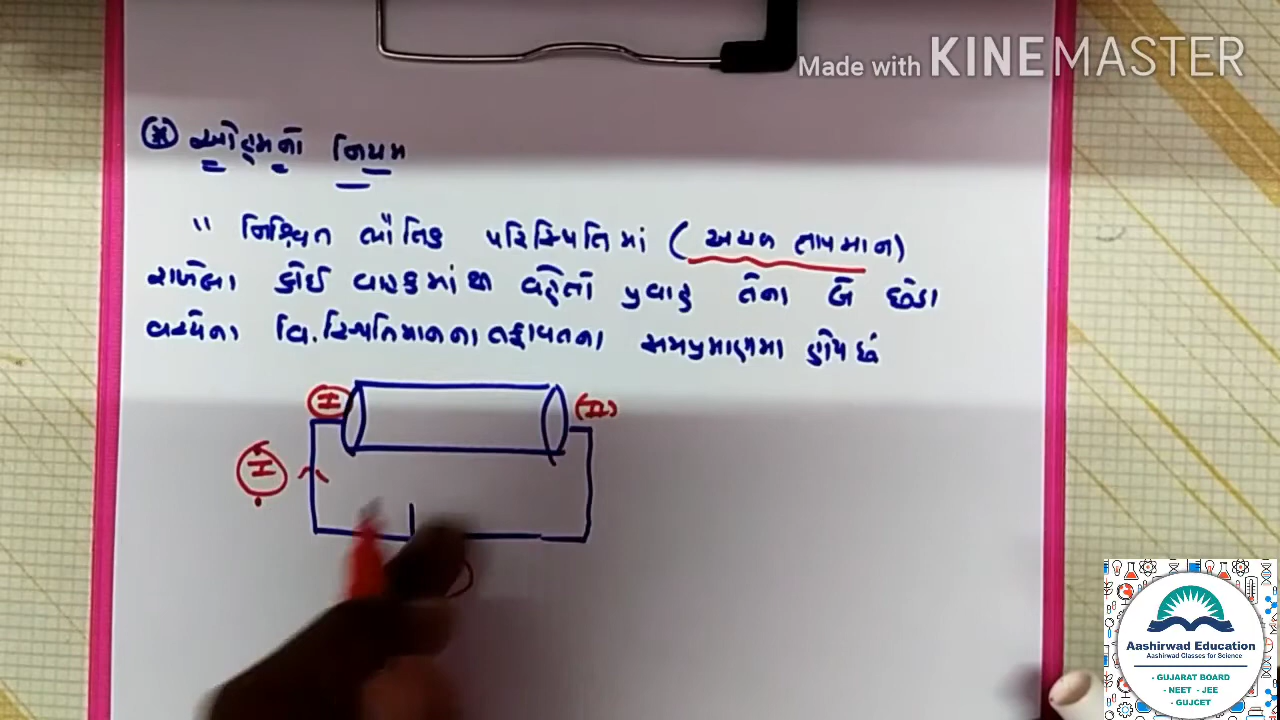 Made with KINEMASTER
ઓહ્મનો નિયમ
" નિશ્ચિત ભૌતિક પરિસ્થિતિમાં (અચળ તાપમાન)
રાખેલા કોઈ વાહકમાંથી વહેતો પ્રવાહ તેના બે છેડા
વચ્ચેના વિ.સ્થિતિમાનના તફાવતના સમપ્રમાણમાં હોય છે
I
(II)
I
Aashirwad Education
Aashirwad Classes for Science
- GUJARAT BOARD
- NEET - JEE
- GUJCET